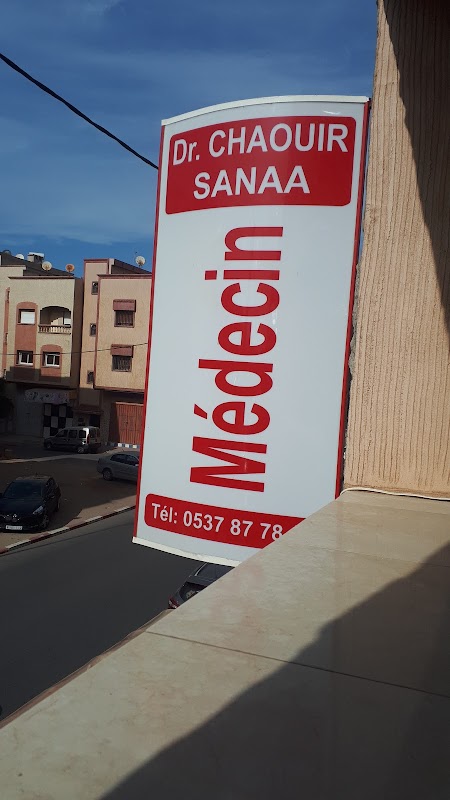 Dr. CHAOUIR
SANAA
Médecin
Tél: 0537 87 78